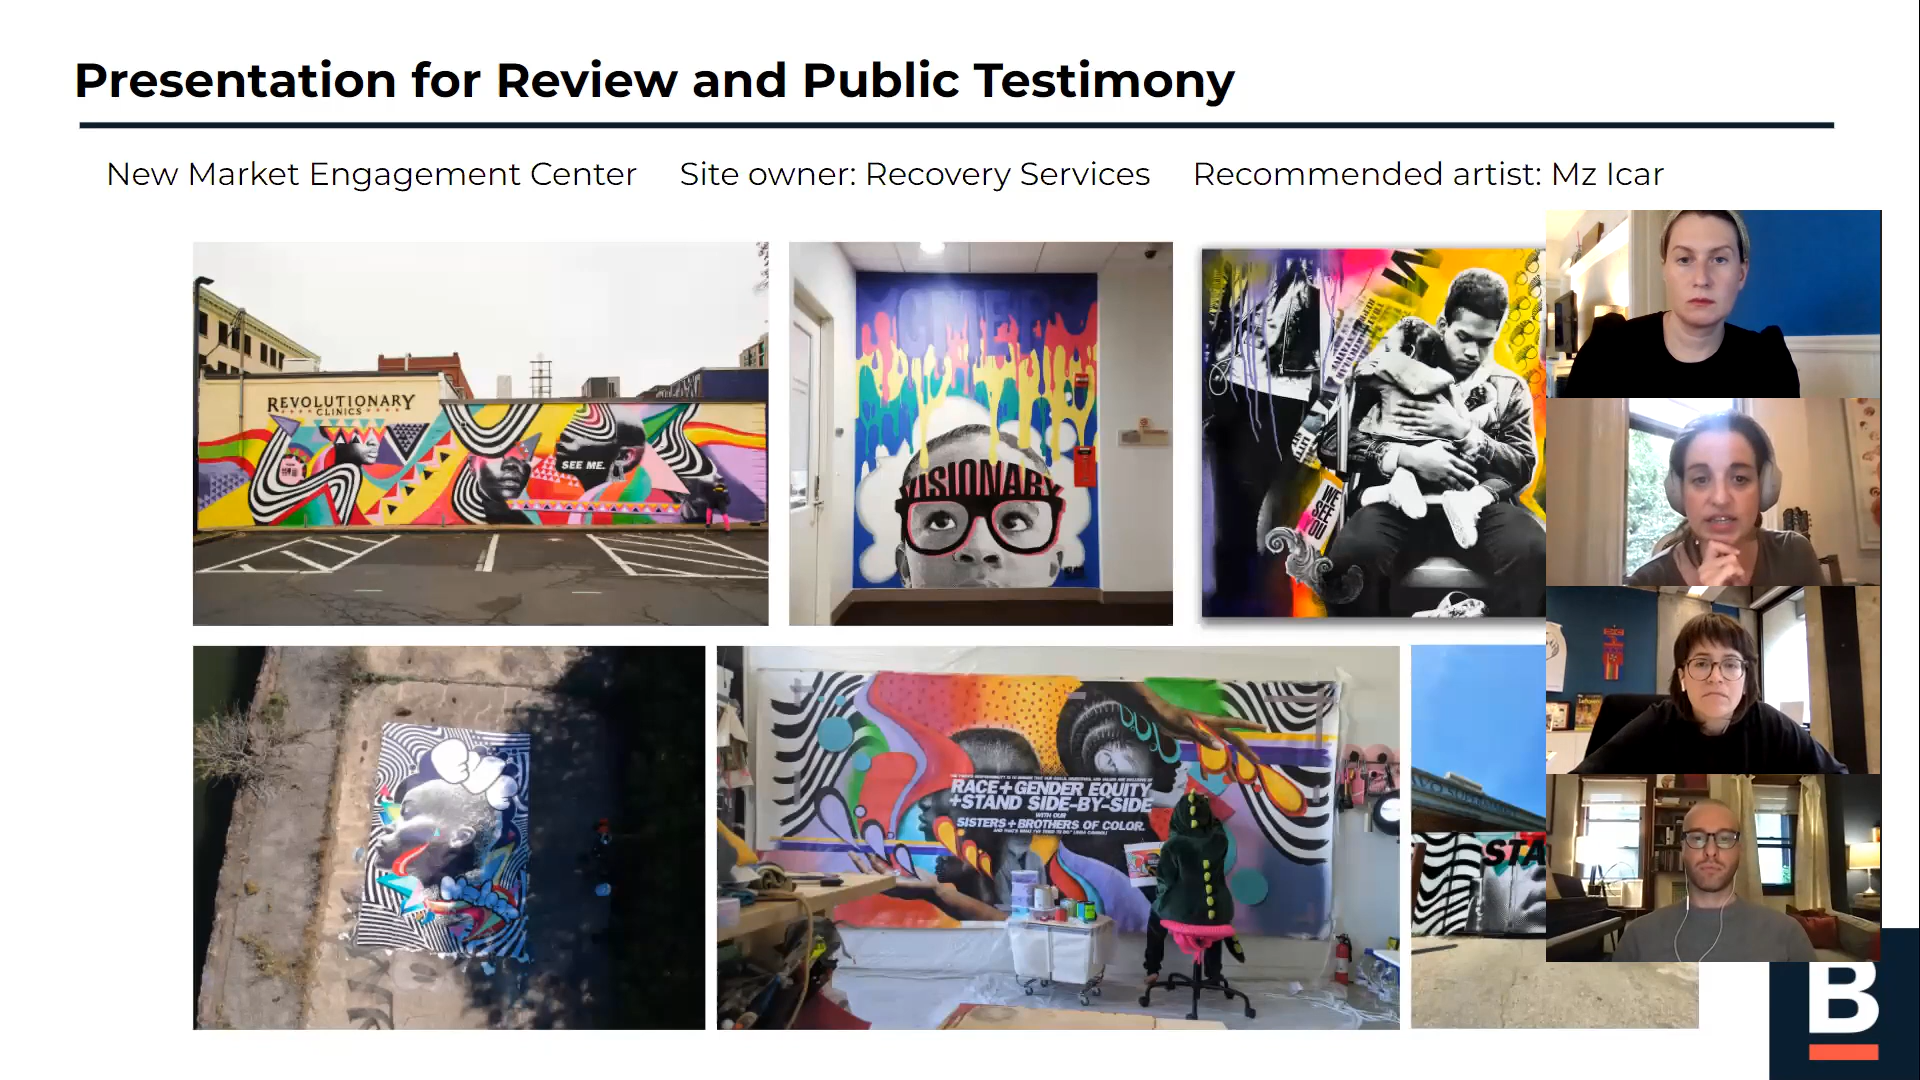 Presentation for Review and Public Testimony
New Market Engagement Center Site owner: Recovery Services Recommended artist: Mz Icar
REVOLUTIONARY
CLINICS
SEE ME.
VISIONARY
WE
SEE
YOU
RACE+GENDER EQUITY
+STAND SIDE-BY-SIDE
WITH OUR
SISTERS+BROTHERS OF COLOR.
STA
B